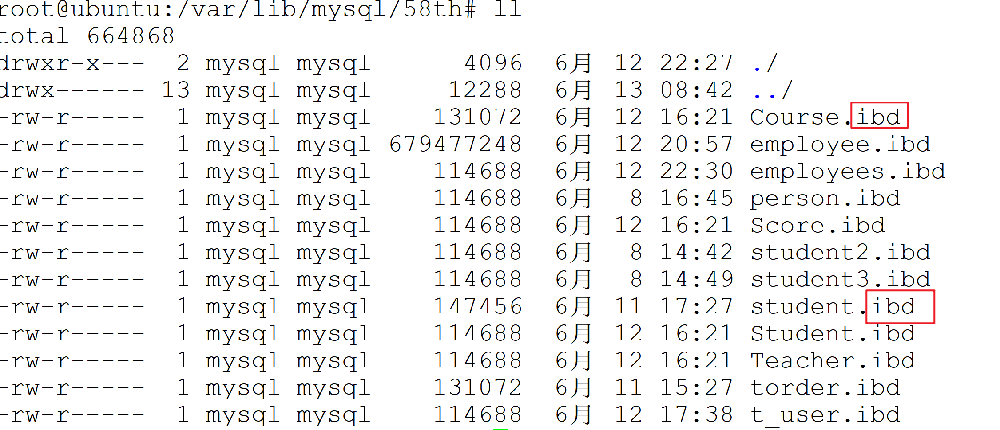 root@ubuntu:/var/lib/mysql/58th# ll
total 664868
drwxr-x--- 2 mysql mysql 4096 6月 12 22:27 ./
drwx------ 13 mysql mysql 12288 6月 13 08:42 ../
-rw-r----- 1 mysql mysql 131072 6月 12 16:21 Course.ibd
-rw-r----- 1 mysql mysql 679477248 6月 12 20:57 employee.ibd
-rw-r----- 1 mysql mysql 114688 6月 12 22:30 employees.ibd
-rw-r----- 1 mysql mysql 114688 6月 8 16:45 person.ibd
-rw-r----- 1 mysql mysql 114688 6月 12 16:21 Score.ibd
-rw-r----- 1 mysql mysql 114688 6月 8 14:42 student2.ibd
-rw-r----- 1 mysql mysql 114688 6月 8 14:49 student3.ibd
-rw-r----- 1 mysql mysql 147456 6月 11 17:27 student.ibd
-rw-r----- 1 mysql mysql 114688 6月 12 16:21 Student.ibd
-rw-r----- 1 mysql mysql 114688 6月 12 16:21 Teacher.ibd
-rw-r----- 1 mysql mysql 131072 6月 11 15:27 torder.ibd
-rw-r----- 1 mysql mysql 114688 6月 12 17:38 t_user.ibd